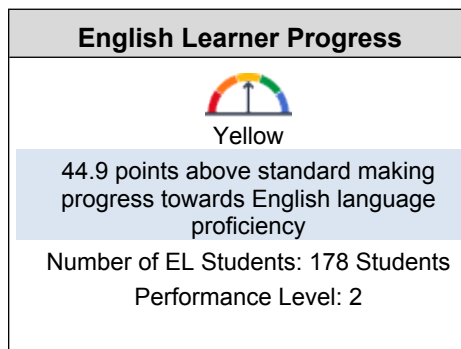 English Learner Progress
Yellow
44.9 points above standard making
progress towards English language
proficiency
Number of EL Students: 178 Students
Performance Level: 2